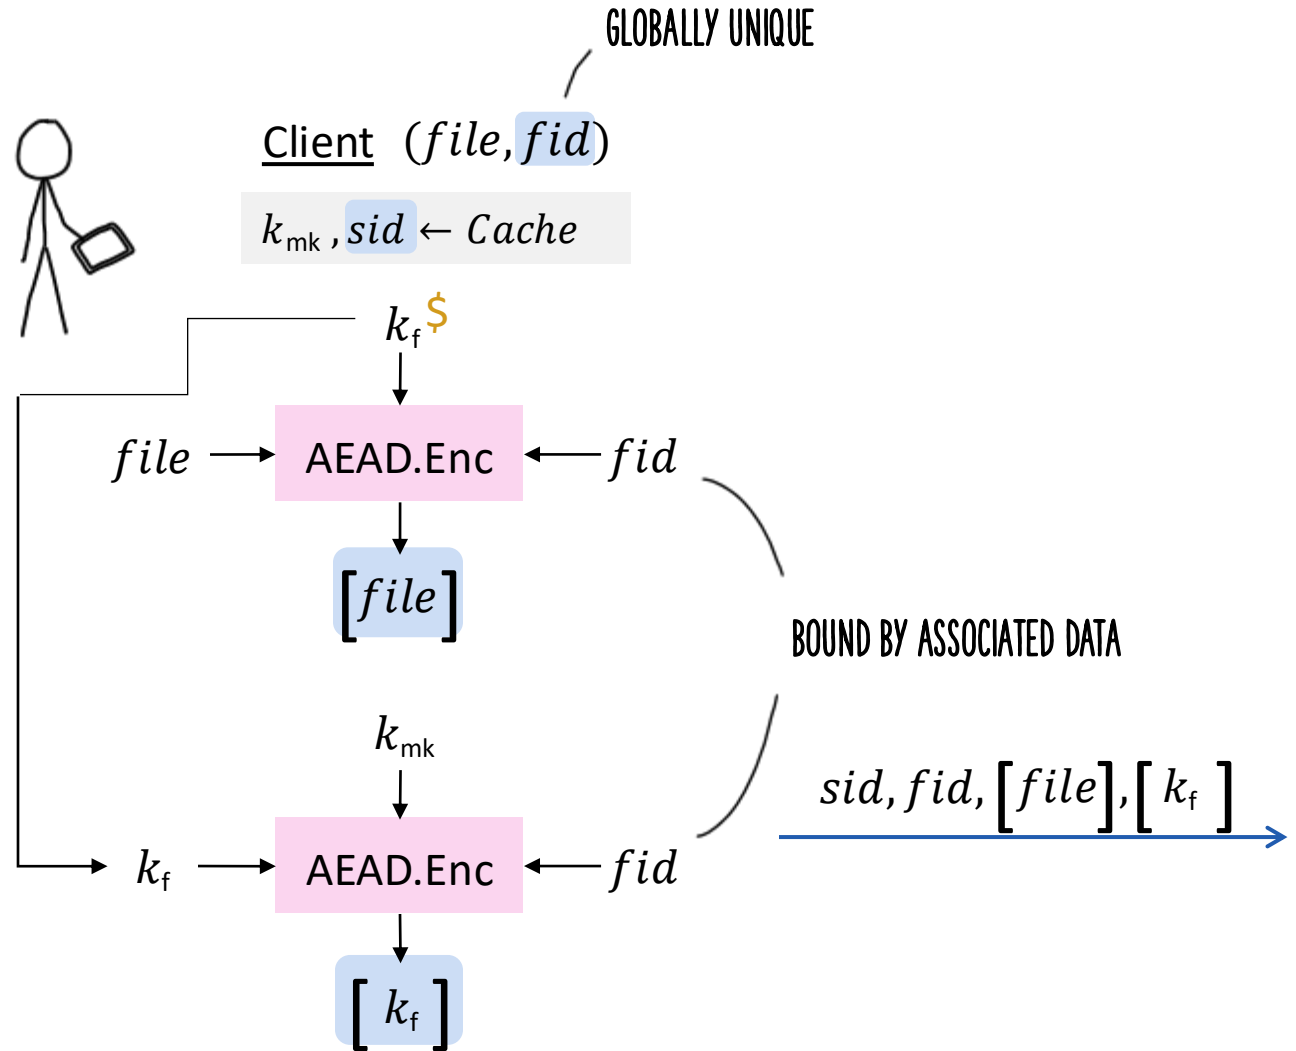 GLOBALLY UNIQUE
Client (file, fid)
k_mk , sid ← Cache
k_f $
file AEAD.Enc fid
[file]
BOUND BY ASSOCIATED DATA
k_mk
sid, fid, [file], [ k_f ]
k_f AEAD.Enc fid
[ k_f ]